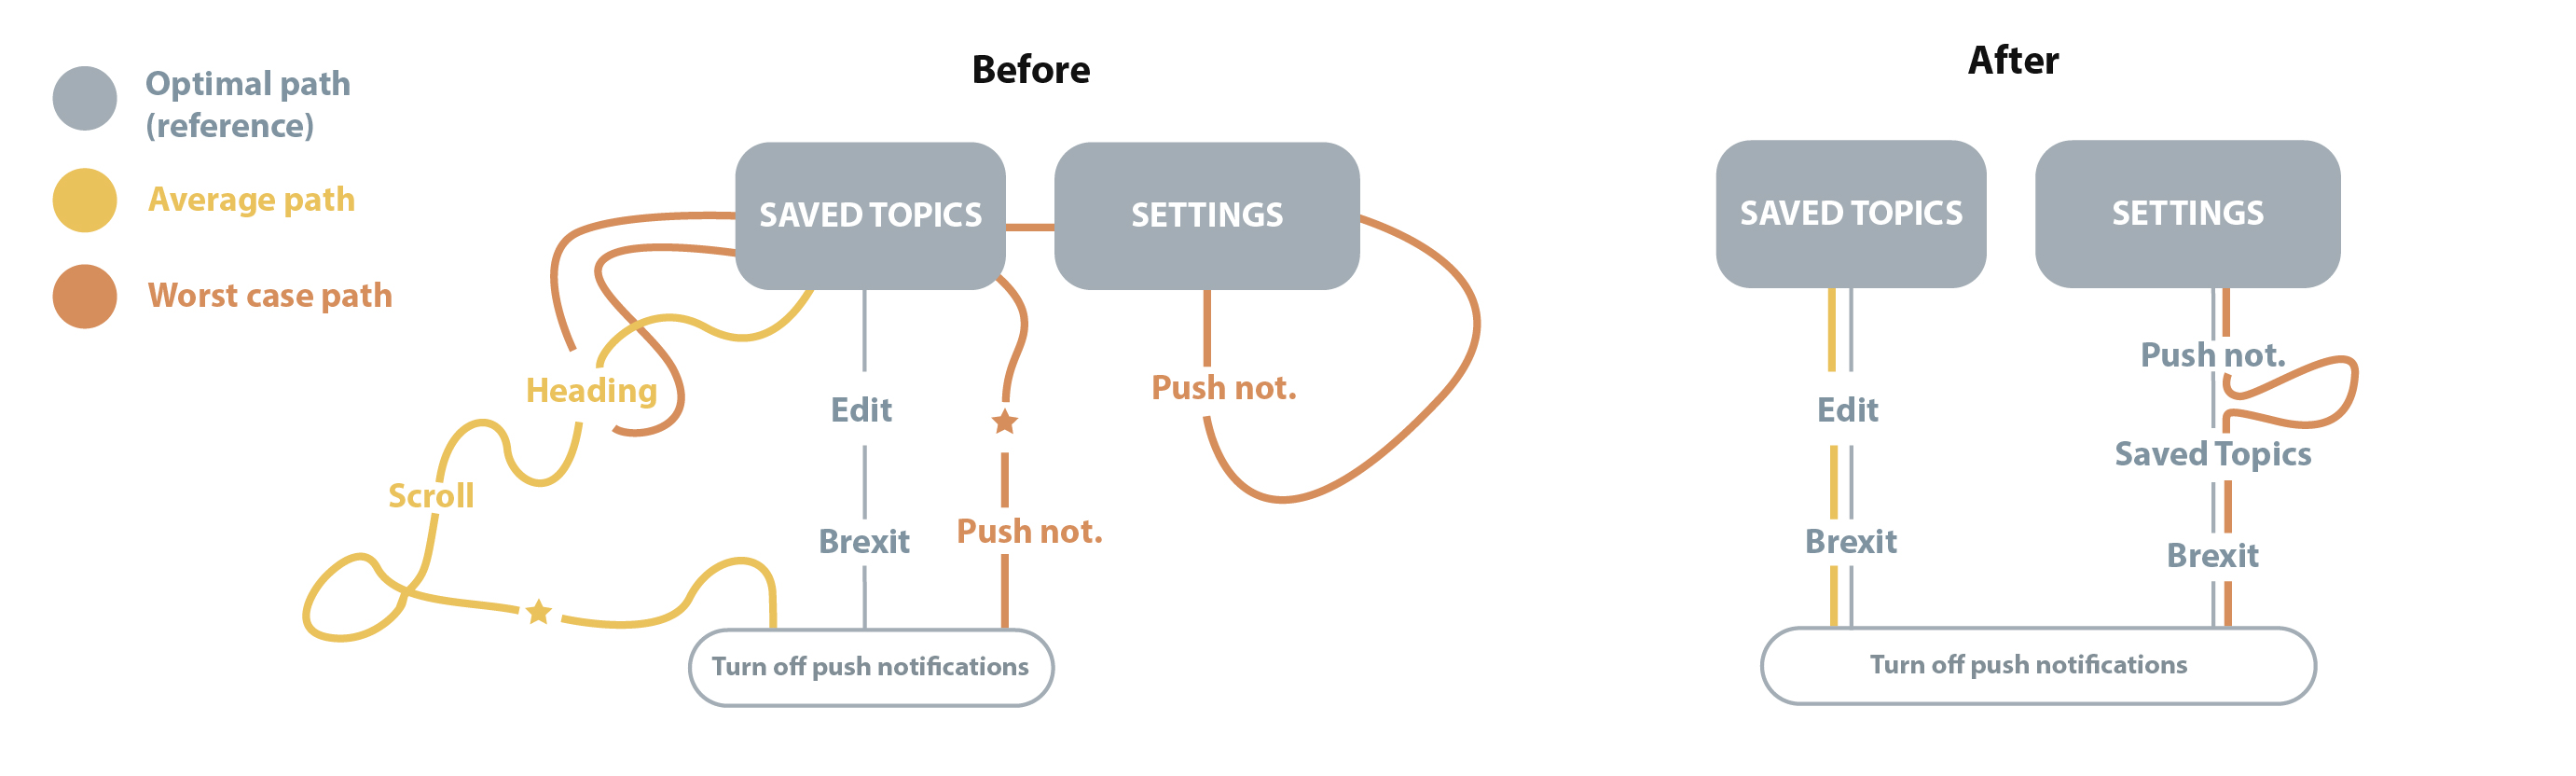 Optimal path
(reference)
Average path
Worst case path
Before
SAVED TOPICS
SETTINGS
Heading
Scroll
Edit
Brexit
Push not.
Push not.
Turn off push notifications
After
SAVED TOPICS
SETTINGS
Edit
Brexit
Push not.
Saved Topics
Brexit
Turn off push notifications